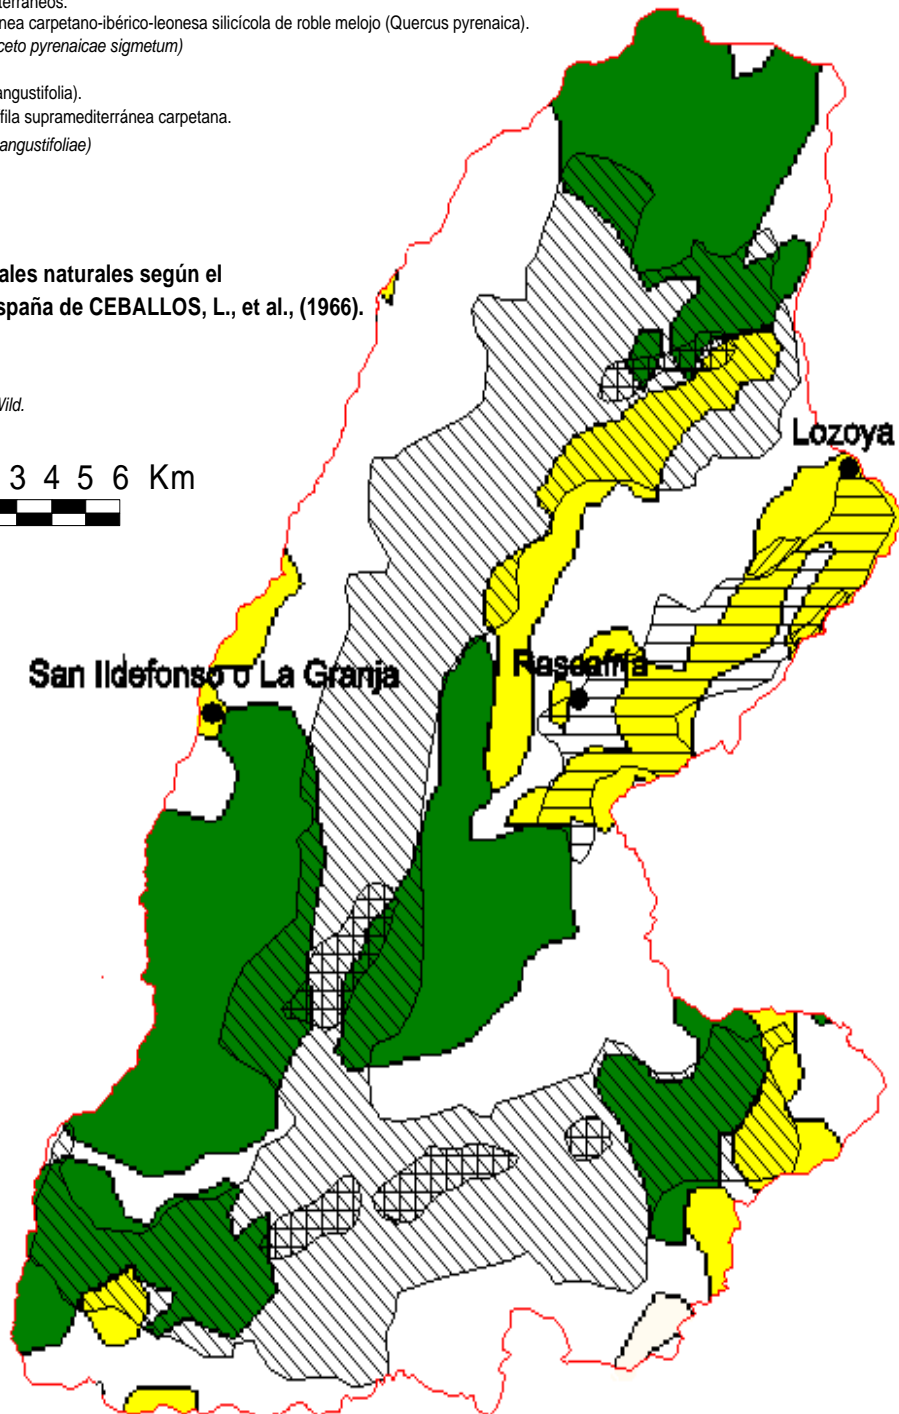 terráneos.
nea carpetano-ibérico-leonesa silicícola de roble melojo (Quercus pyrenaica).
ceto pyrenaicae sigmetum)
angustifolia).
fila supramediterránea carpetana.
angustifoliae)
ales naturales según el
spaña de CEBALLOS, L., et al., (1966).
Wild.
3 4 5 6 Km
Lozoya
Rascafría
San Ildefonso o La Granja